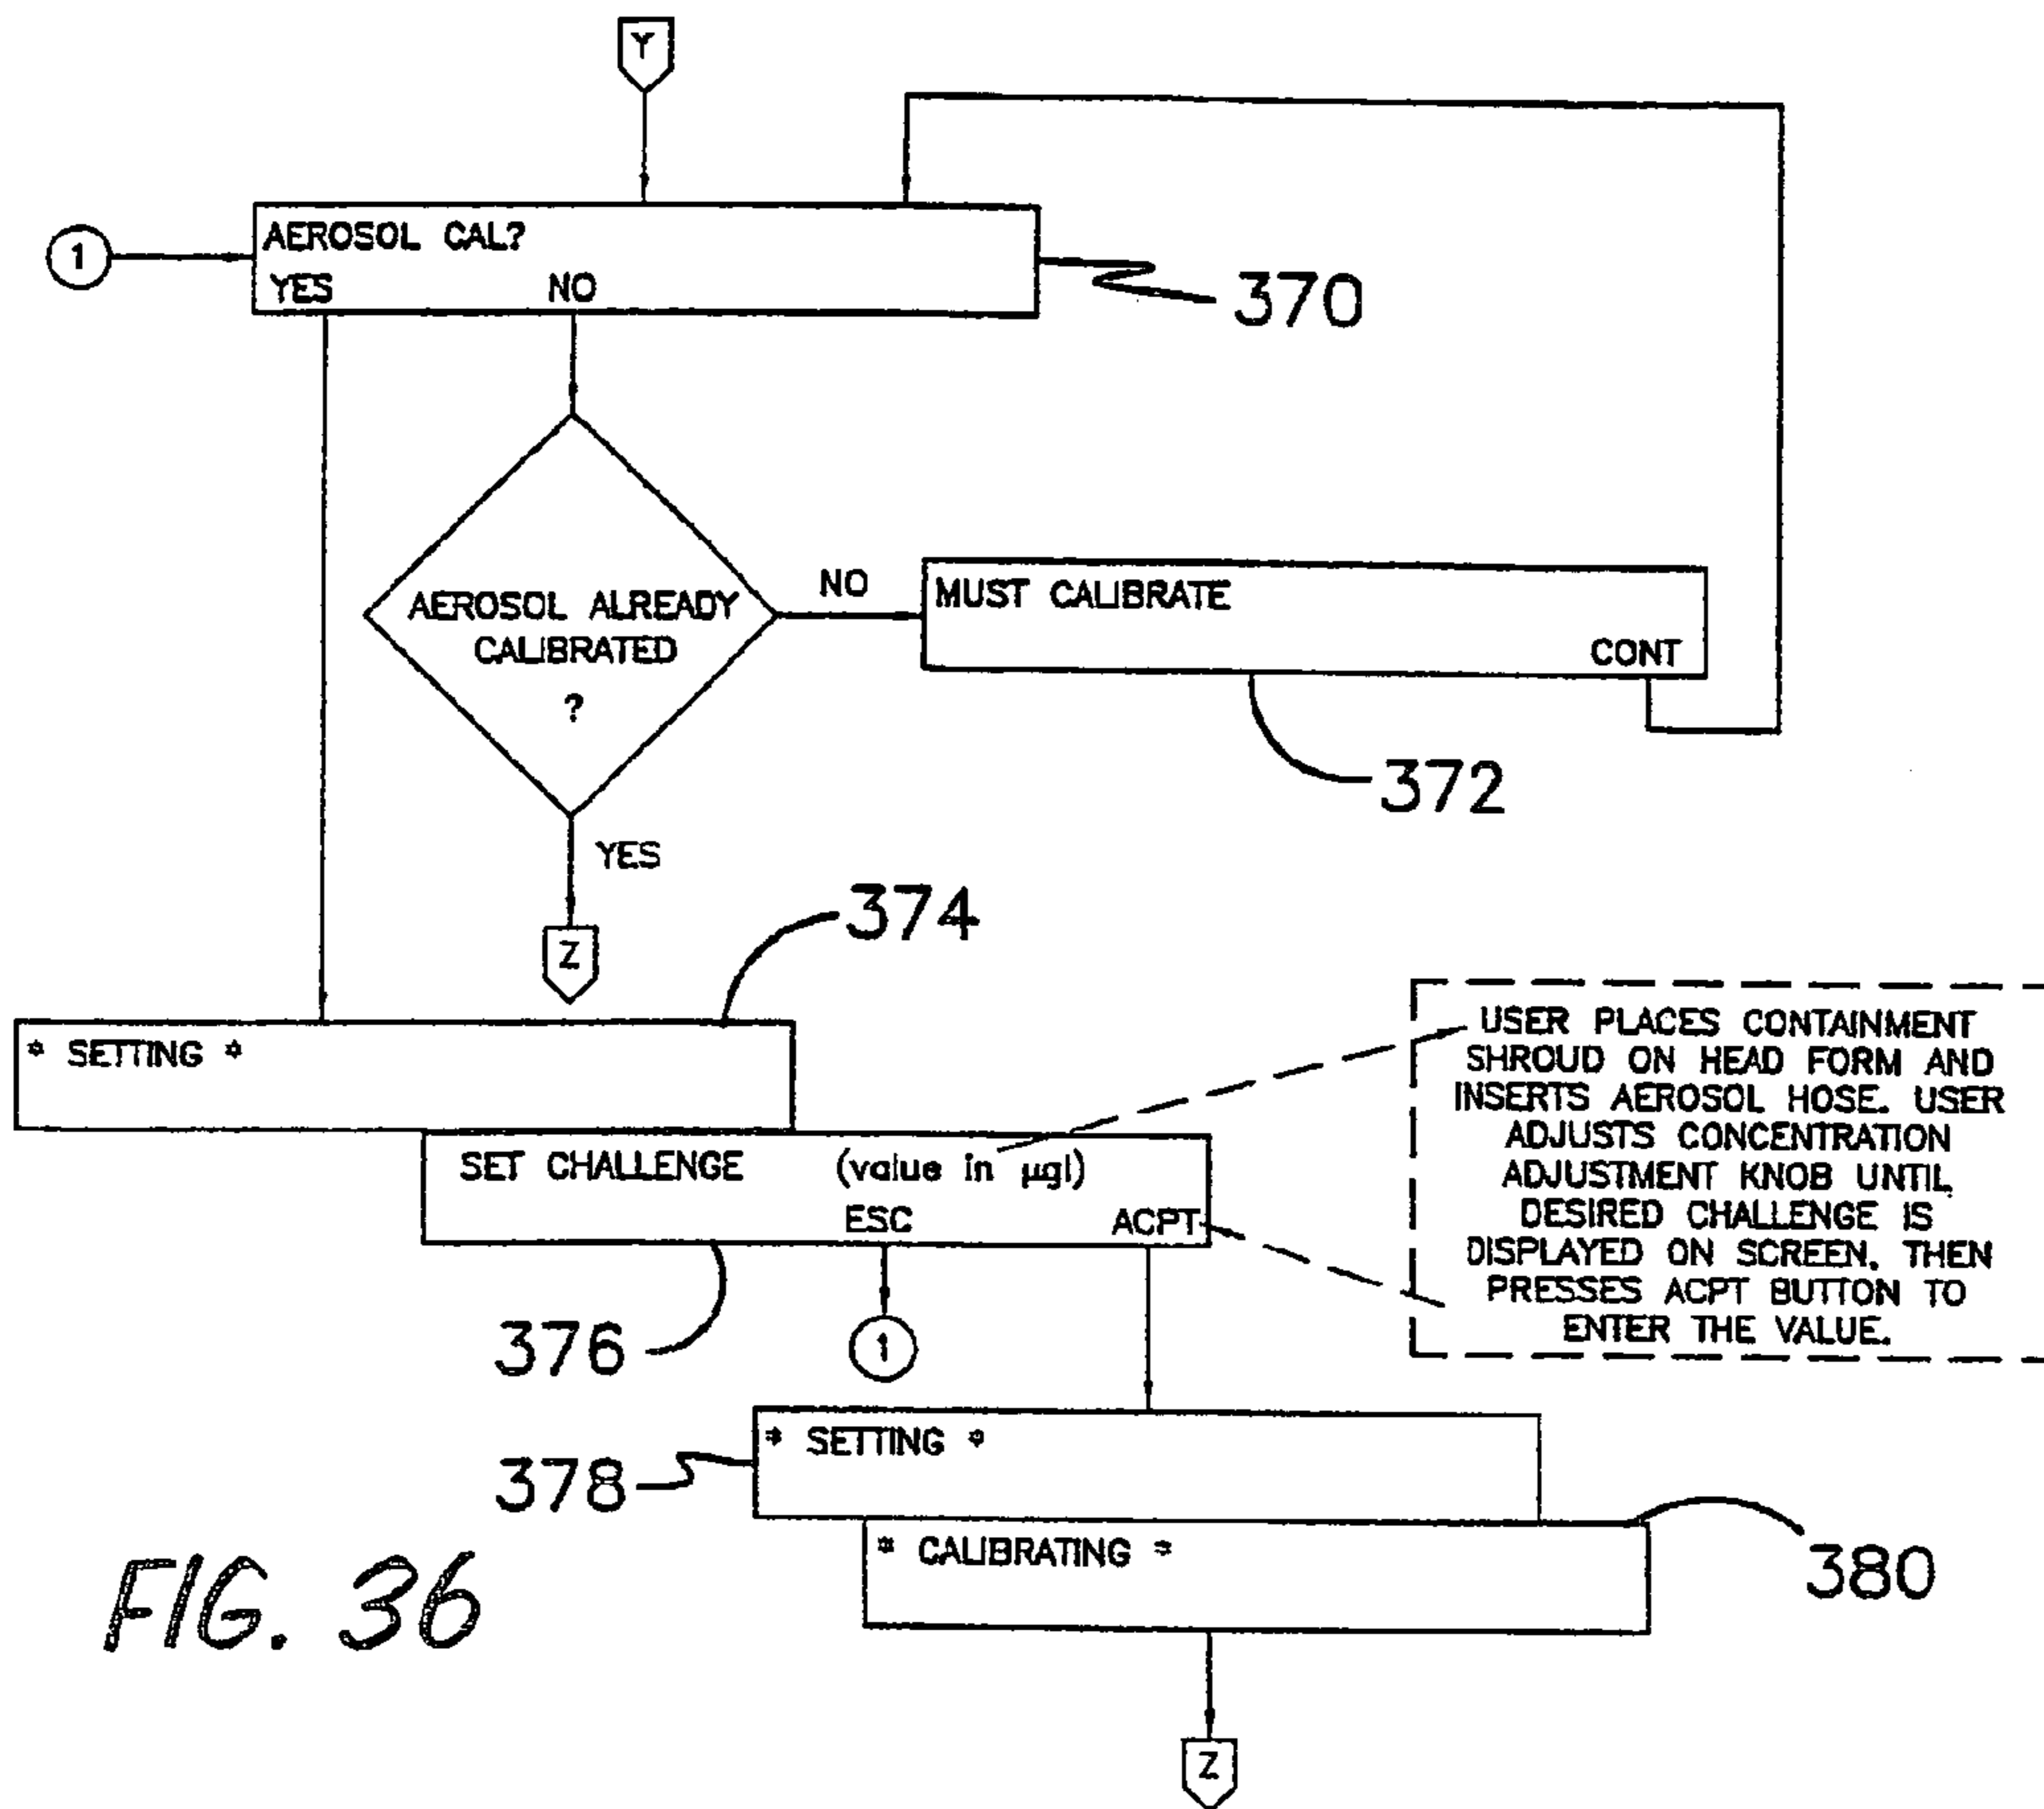 Y
1
AEROSOL CAL?
YES NO
370
AEROSOL ALREADY
CALIBRATED
?
NO
MUST CALIBRATE
CONT
372
YES
Z
374
* SETTING *
SET CHALLENGE (value in µgl)
ESC ACPT
376
1
USER PLACES CONTAINMENT
SHROUD ON HEAD FORM AND
INSERTS AEROSOL HOSE. USER
ADJUSTS CONCENTRATION
ADJUSTMENT KNOB UNTIL
DESIRED CHALLENGE IS
DISPLAYED ON SCREEN. THEN
PRESSES ACPT BUTTON TO
ENTER THE VALUE.
* SETTING *
378
* CALIBRATING *
380
Z
FIG. 36